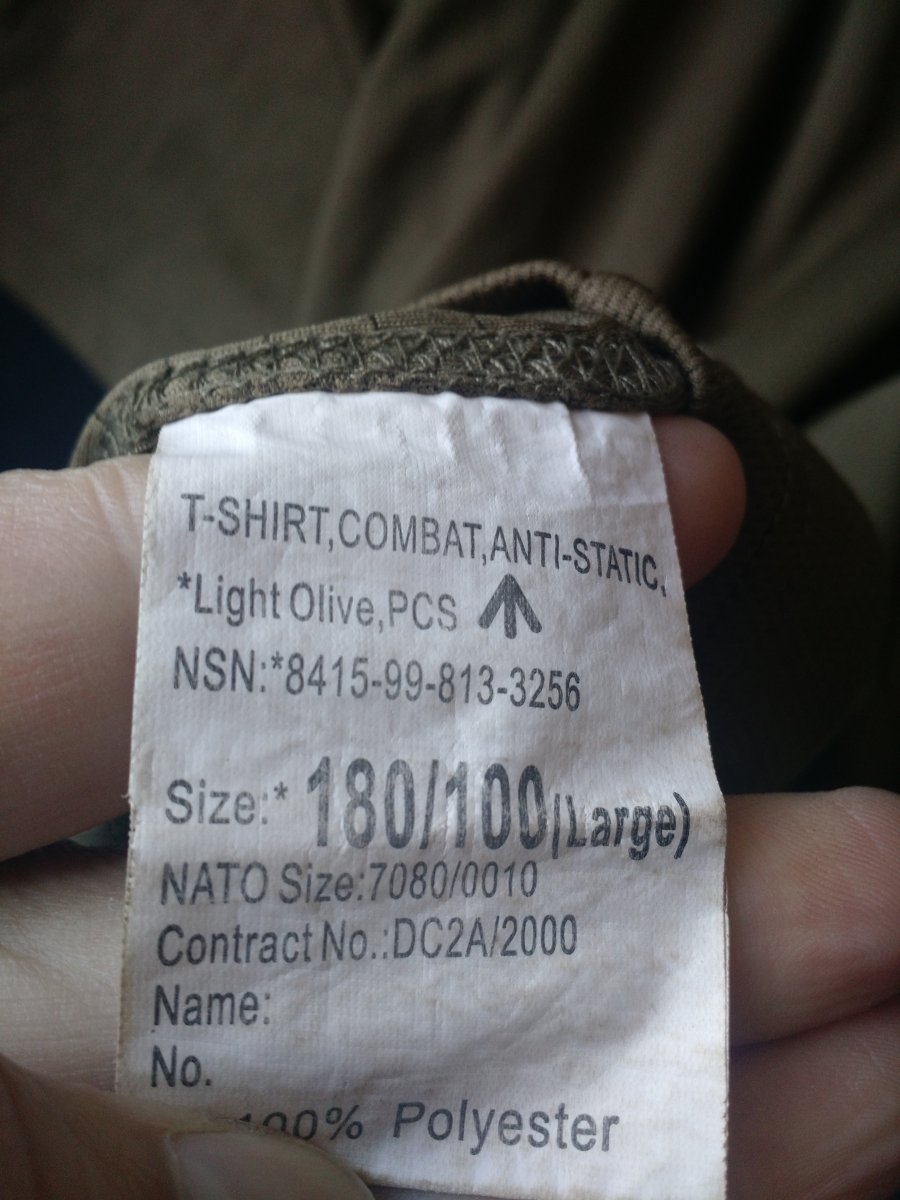 T-SHIRT,COMBAT,ANTI-STATIC,
*Light Olive,PCS
NSN:*8415-99-813-3256
Size:* 180/100(Large)
NATO Size:7080/0010
Contract No.:DC2A/2000
Name:
No.
100% Polyester